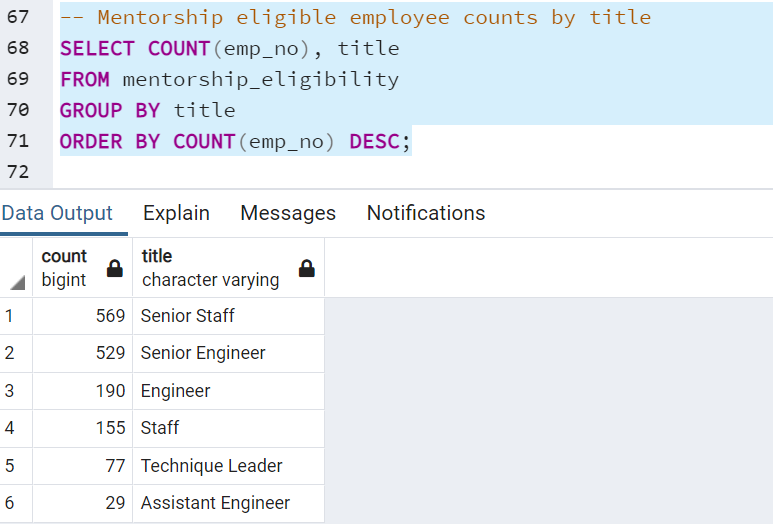 67 -- Mentorship eligible employee counts by title
68 SELECT COUNT(emp_no), title
69 FROM mentorship_eligibility
70 GROUP BY title
71 ORDER BY COUNT(emp_no) DESC;
72
Data Output Explain Messages Notifications
count title
bigint character varying
1 569 Senior Staff
2 529 Senior Engineer
3 190 Engineer
4 155 Staff
5 77 Technique Leader
6 29 Assistant Engineer